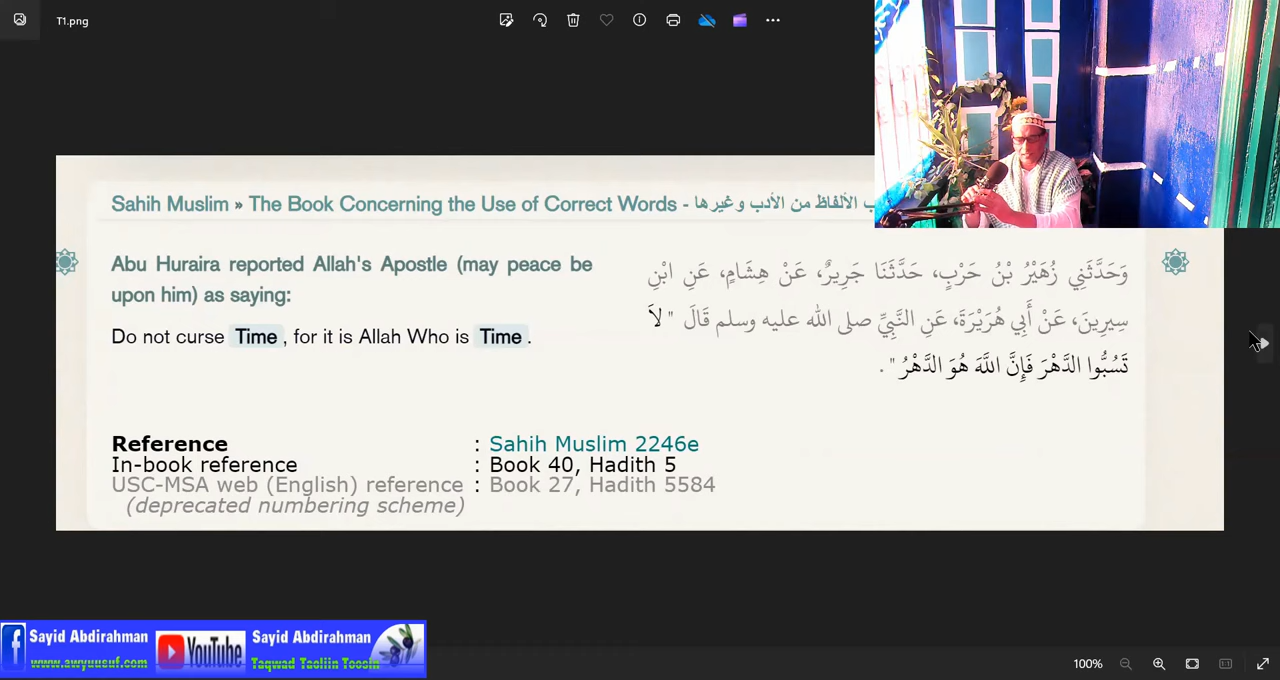 T1.png
Sahih Muslim » The Book Concerning the Use of Correct Words - ب الألفاظ من الأدب وغيرها
Abu Huraira reported Allah's Apostle (may peace be
upon him) as saying:
Do not curse Time , for it is Allah Who is Time .
وَحَدَّثَنِي زُهَيْرُ بْنُ حَرْبٍ، حَدَّثَنَا جَرِيرٌ، عَنْ هِشَامٍ، عَنِ ابْنِ
سِيرِينَ، عَنْ أَبِي هُرَيْرَةَ، عَنِ النَّبِيِّ صلى الله عليه وسلم قَالَ " لاَ
تَسُبُّوا الدَّهْرَ فَإِنَّ اللَّهَ هُوَ الدَّهْرُ " .
Reference : Sahih Muslim 2246e
In-book reference : Book 40, Hadith 5
USC-MSA web (English) reference : Book 27, Hadith 5584
(deprecated numbering scheme)
Sayid Abdirahman
www.awyuusuf.com
YouTube
Sayid Abdirahman
Taqwad Taoliin Toosin
100%